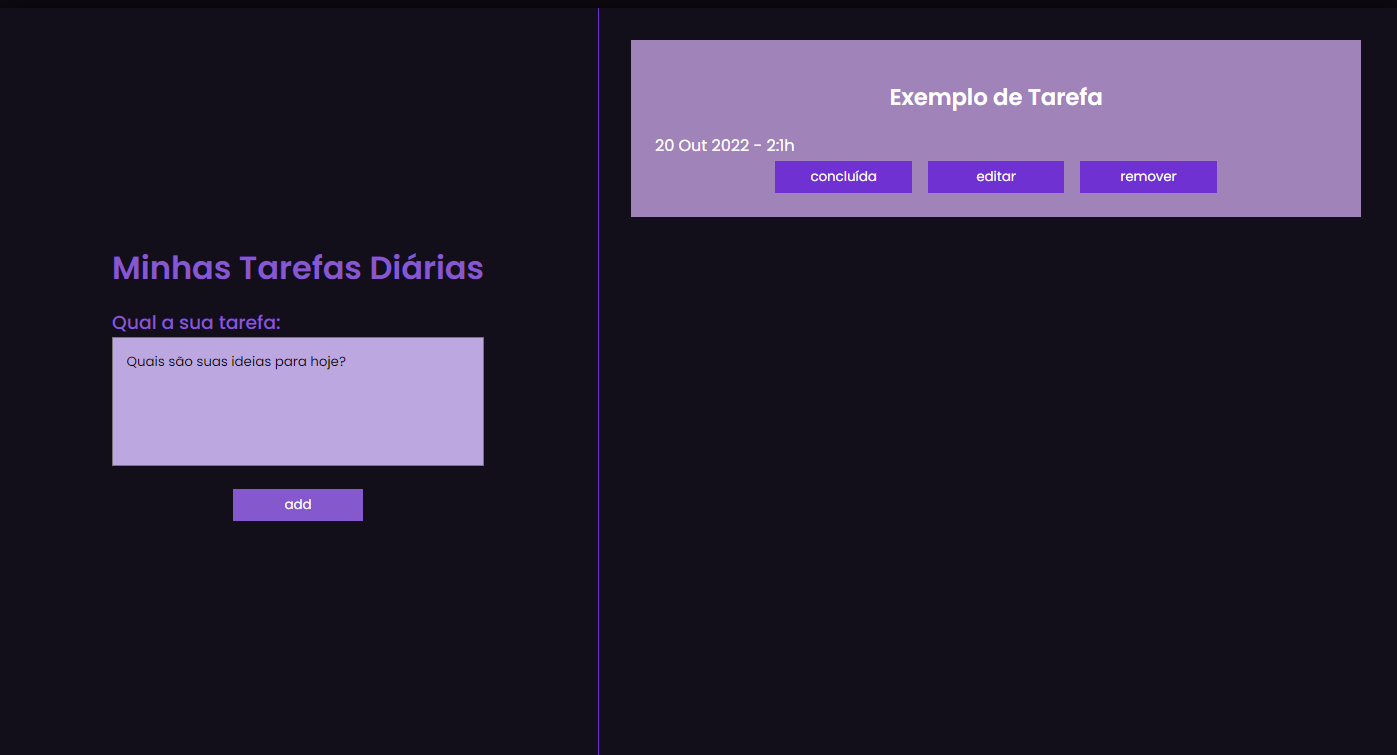 Minhas Tarefas Diárias
Qual a sua tarefa:
Quais são suas ideias para hoje?
add
Exemplo de Tarefa
20 Out 2022 - 2:1h
concluída
editar
remover